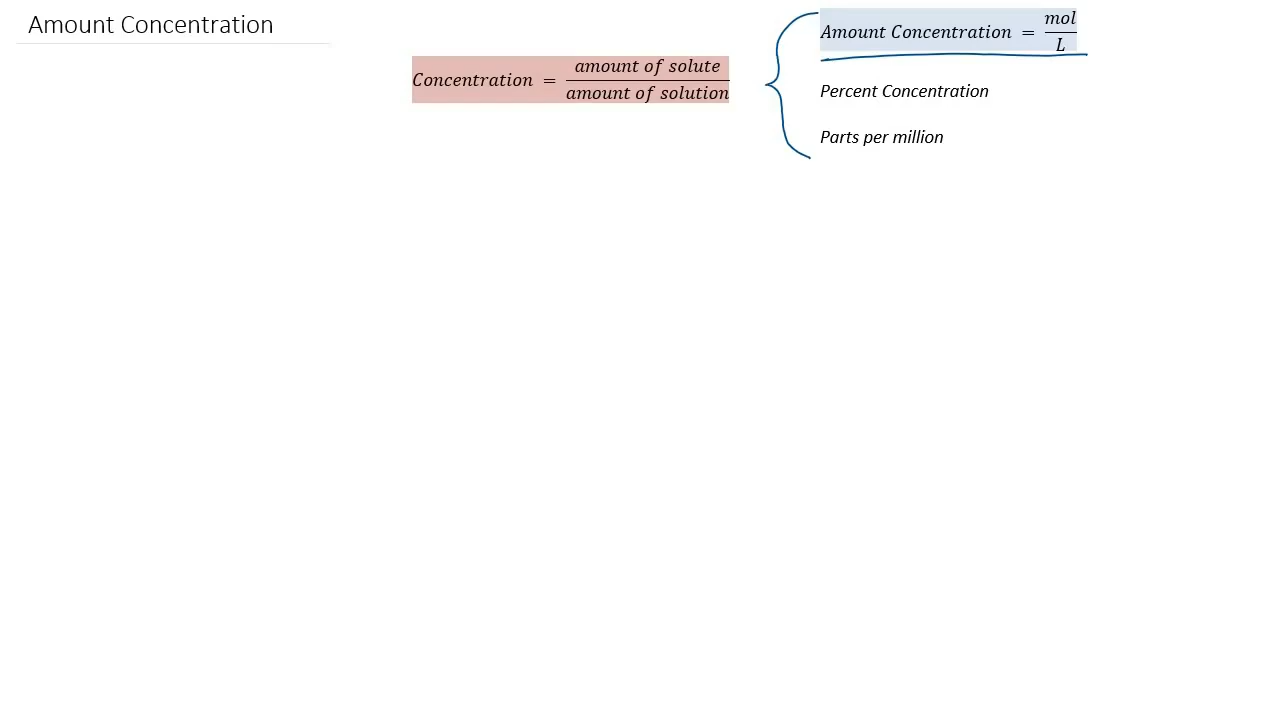 Amount Concentration
Concentration = amount of solute / amount of solution
Amount Concentration = mol / L
Percent Concentration
Parts per million